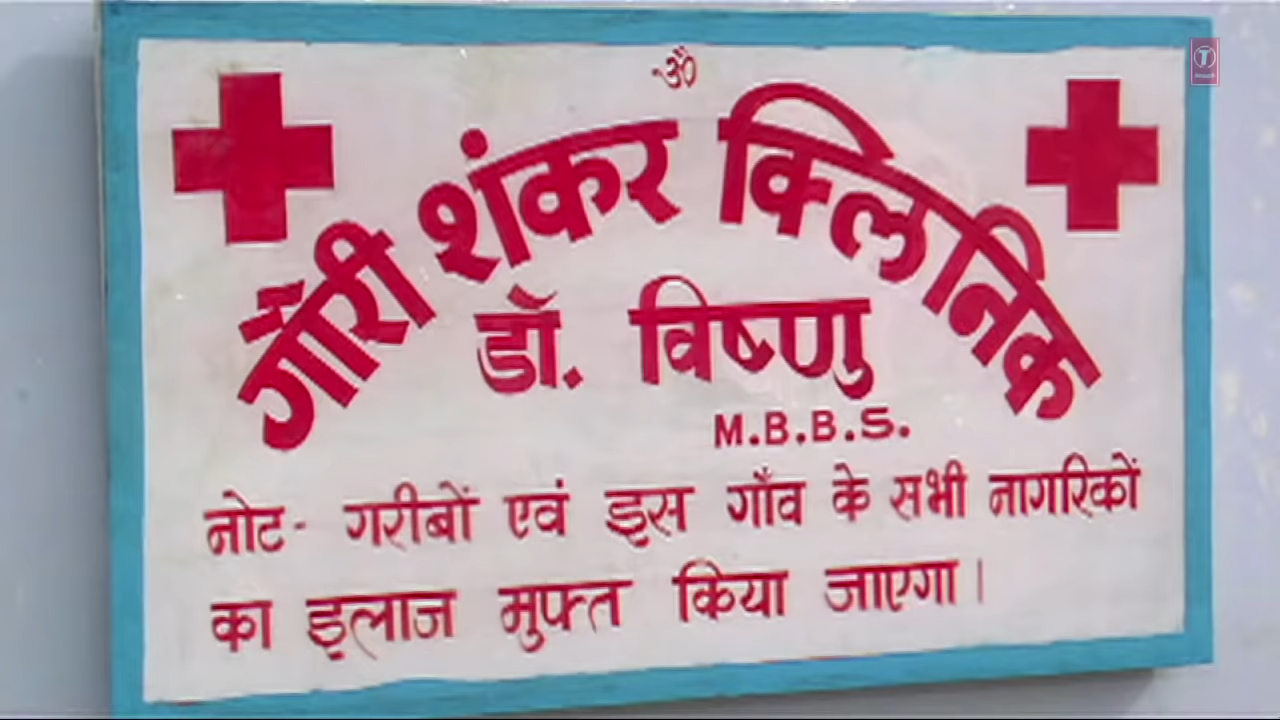 ॐ
गौरी शंकर क्लिनिक
डॉ. विष्णु
M.B.B.S.
नोट- गरीबों एवं इस गाँव के सभी नागरिकों
का इलाज मुफ्त किया जाएगा।